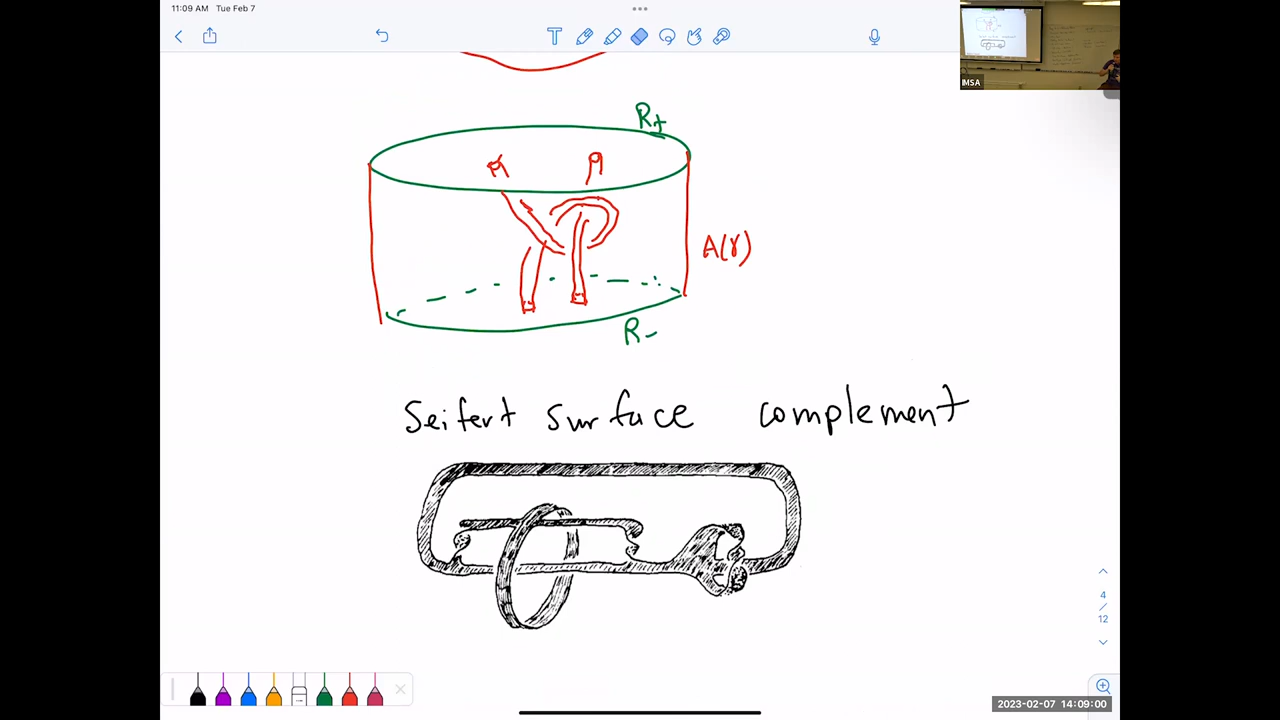 11:09 AM Tue Feb 7
IMSA
R+
A(γ)
R-
Seifert surface complement
4
/
12
2023-02-07 14:09:00